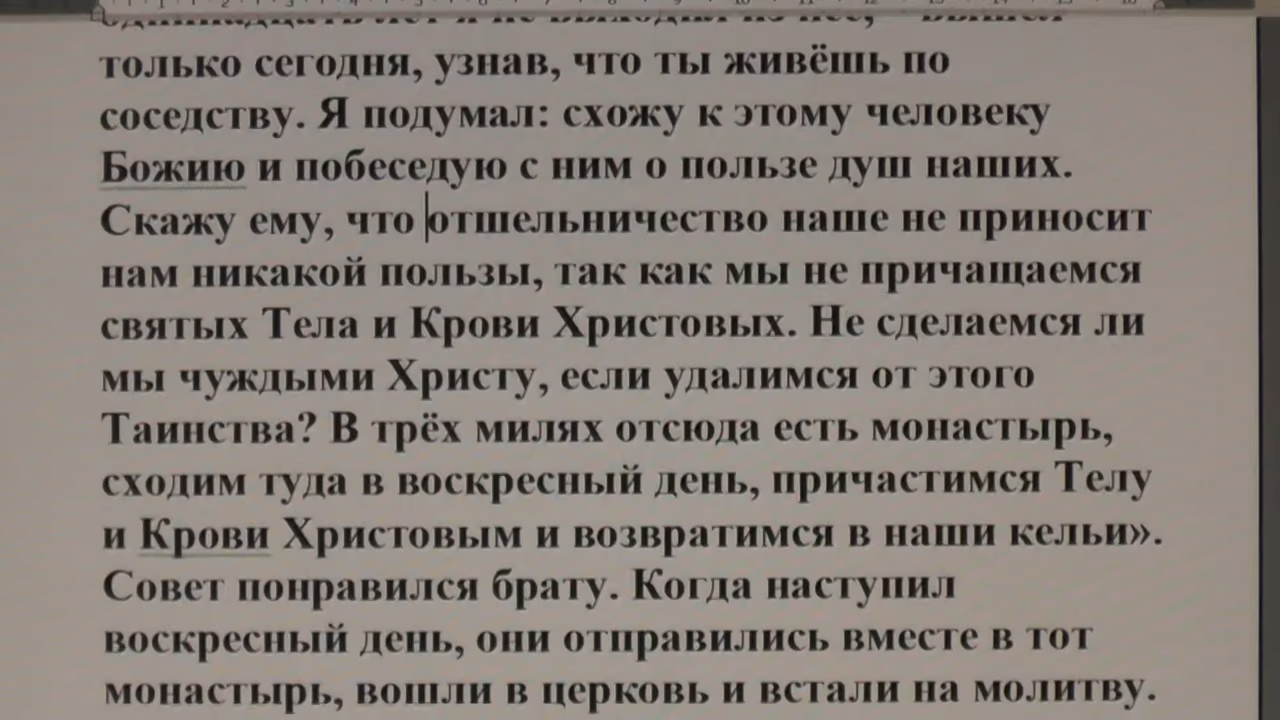 только сегодня, узнав, что ты живёшь по
соседству. Я подумал: схожу к этому человеку
Божию и побеседую с ним о пользе душ наших.
Скажу ему, что отшельничество наше не приносит
нам никакой пользы, так как мы не причащаемся
святых Тела и Крови Христовых. Не сделаемся ли
мы чуждыми Христу, если удалимся от этого
Таинства? В трёх милях отсюда есть монастырь,
сходим туда в воскресный день, причастимся Телу
и Крови Христовым и возвратимся в наши кельи».
Совет понравился брату. Когда наступил
воскресный день, они отправились вместе в тот
монастырь, вошли в церковь и встали на молитву.